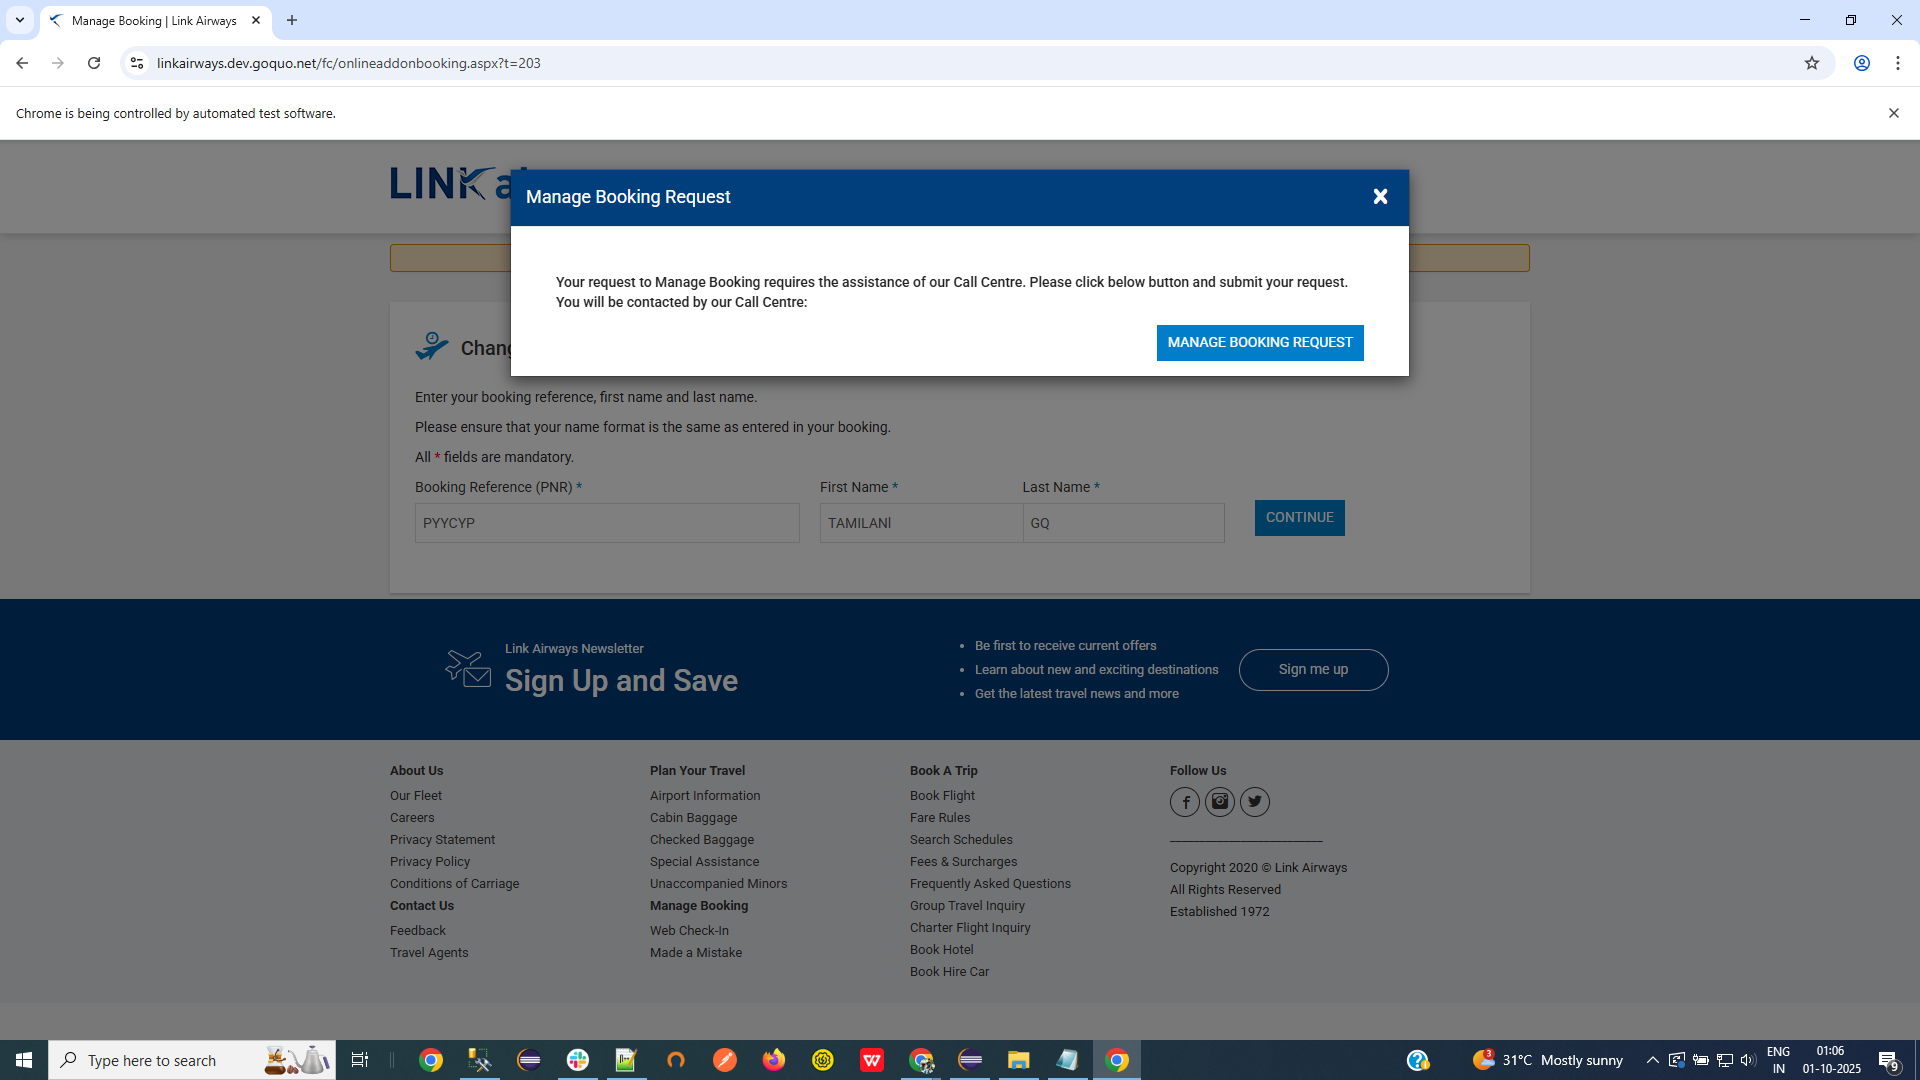 Manage Booking | Link Airways
linkairways.dev.goquo.net/fc/onlineaddonbooking.aspx?t=203
Chrome is being controlled by automated test software.
LINK
Manage Booking Request
Your request to Manage Booking requires the assistance of our Call Centre. Please click below button and submit your request.
You will be contacted by our Call Centre:
MANAGE BOOKING REQUEST
Enter your booking reference, first name and last name.
Please ensure that your name format is the same as entered in your booking.
All * fields are mandatory.
Booking Reference (PNR) * First Name * Last Name *
PYYCYP TAMILANl GQ CONTINUE
Link Airways Newsletter
Sign Up and Save
• Be first to receive current offers
• Learn about new and exciting destinations
• Get the latest travel news and more
Sign me up
About Us
Our Fleet
Careers
Privacy Statement
Privacy Policy
Conditions of Carriage
Contact Us
Feedback
Travel Agents
Plan Your Travel
Airport Information
Cabin Baggage
Checked Baggage
Special Assistance
Unaccompanied Minors
Manage Booking
Web Check-In
Made a Mistake
Book A Trip
Book Flight
Fare Rules
Search Schedules
Fees & Surcharges
Frequently Asked Questions
Group Travel Inquiry
Charter Flight Inquiry
Book Hotel
Book Hire Car
Follow Us
Copyright 2020 © Link Airways
All Rights Reserved
Established 1972
Type here to search
3
31°C Mostly sunny
ENG
IN
01:06
01-10-2025
9